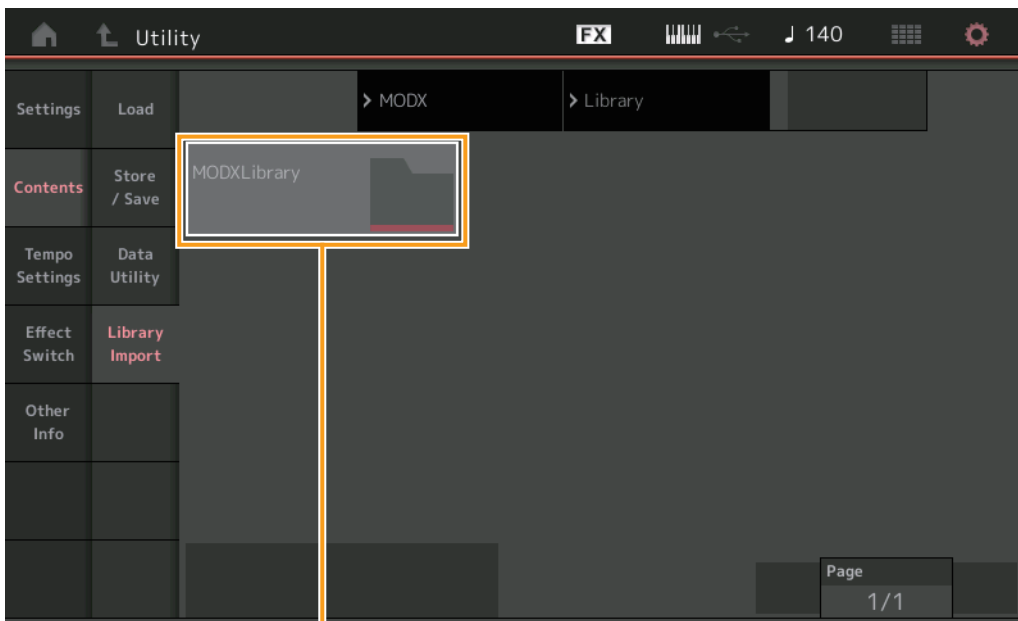 Utility
FX
♩ 140
Settings
Load
> MODX
> Library
Contents
Store
/ Save
MODXLibrary
Tempo
Settings
Data
Utility
Effect
Switch
Library
Import
Other
Info
Page
1/1